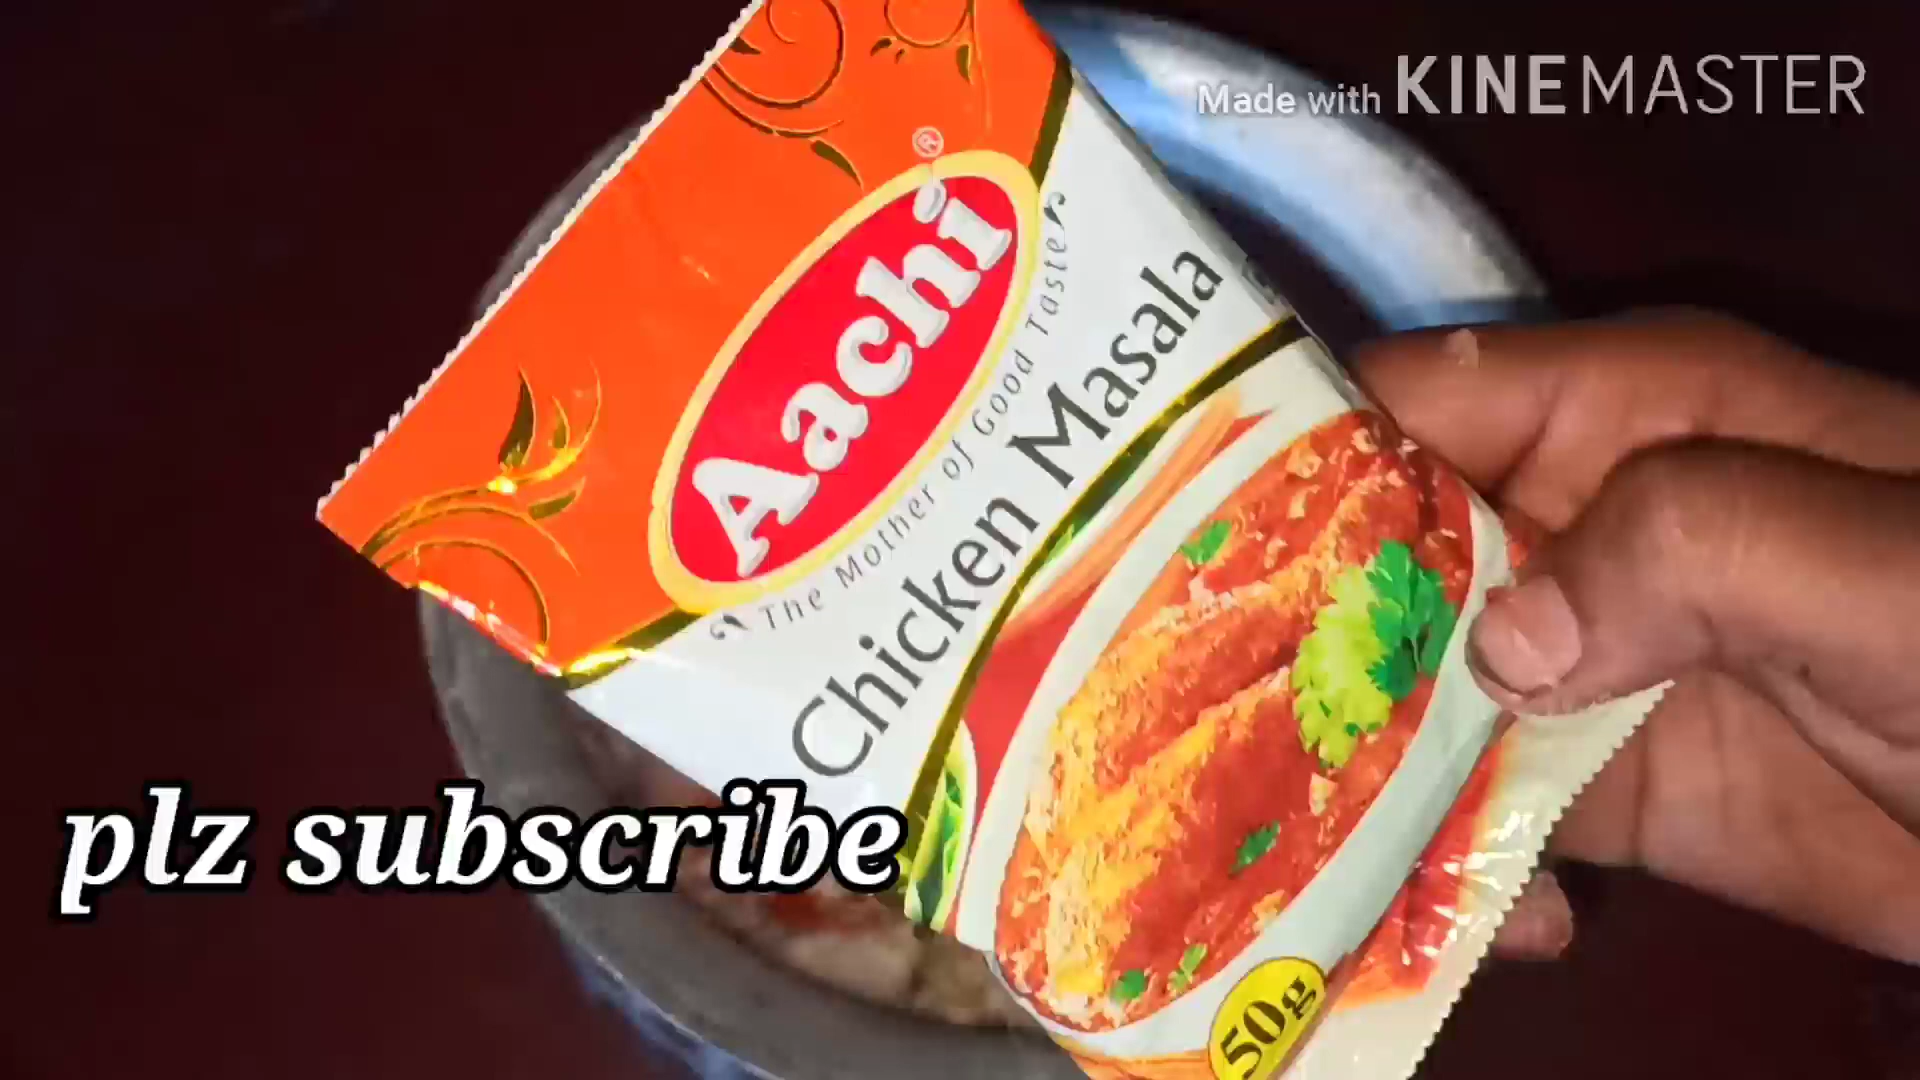 Made with KINEMASTER
Aachi®
The Mother of Good Taste
Chicken Masala
plz subscribe
50g